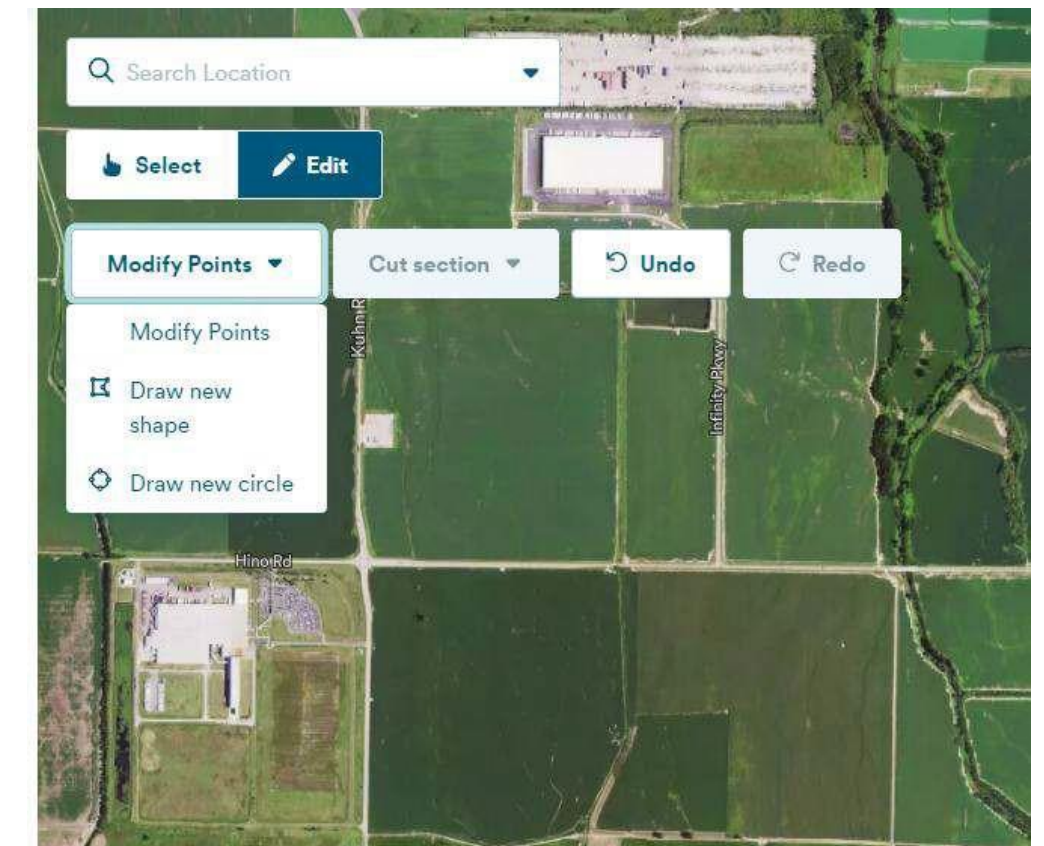 Search Location
Select
Edit
Modify Points
Cut section
Undo
Redo
Modify Points
Draw new
shape
Draw new circle
Kuhn R
Infinity Pkwy
Hino Rd